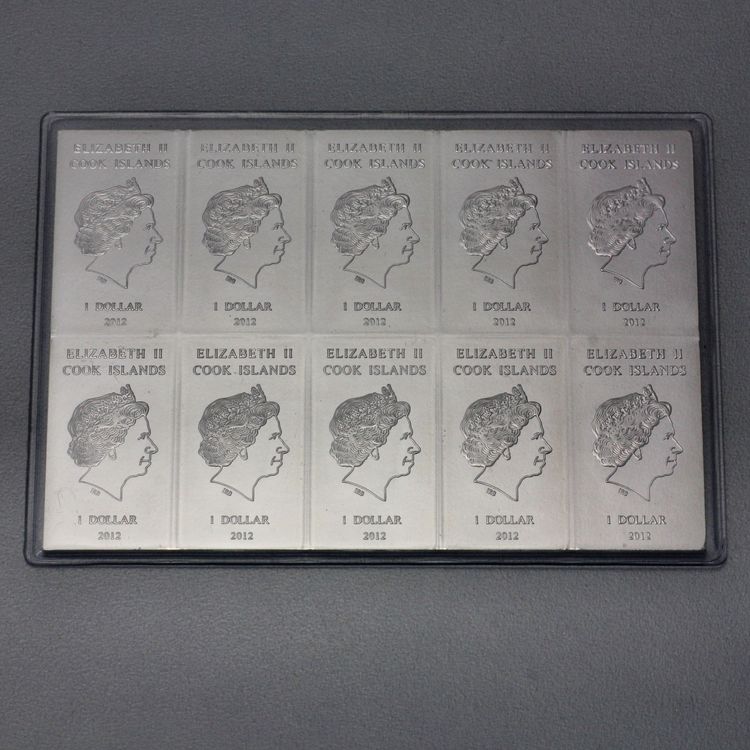 ELIZABETH II ELIZABETH II ELIZABETH II ELIZABETH II ELIZABETH II
COOK ISLANDS COOK ISLANDS COOK ISLANDS COOK ISLANDS COOK ISLANDS
1 DOLLAR 1 DOLLAR 1 DOLLAR 1 DOLLAR 1 DOLLAR
2012 2012 2012 2012 2012
ELIZABETH II ELIZABETH II ELIZABETH II ELIZABETH II ELIZABETH II
COOK ISLANDS COOK ISLANDS COOK ISLANDS COOK ISLANDS COOK ISLANDS
1 DOLLAR 1 DOLLAR 1 DOLLAR 1 DOLLAR 1 DOLLAR
2012 2012 2012 2012 2012